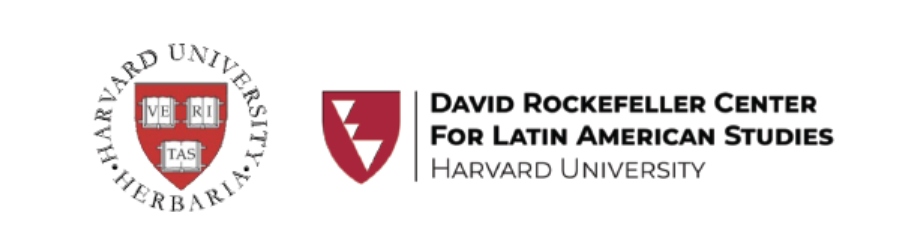 HARVARD UNIVERSITY
HERBARIA
VE RI
TAS
DAVID ROCKEFELLER CENTER
FOR LATIN AMERICAN STUDIES
HARVARD UNIVERSITY